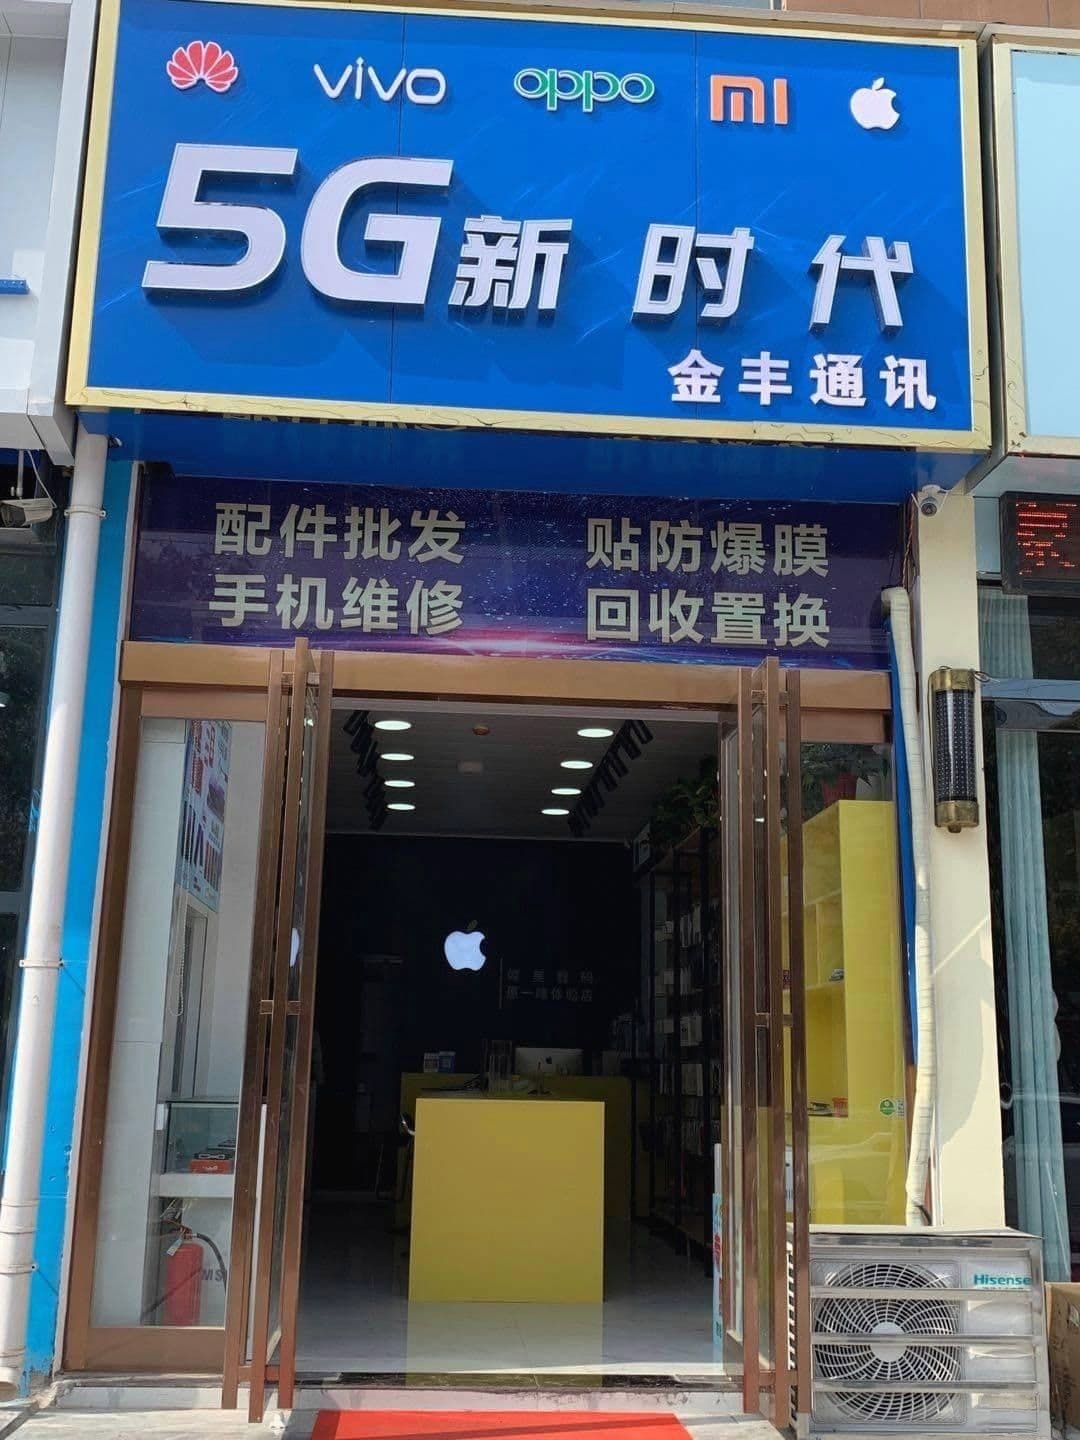 vivo oppo mi
5G新时代
金丰通讯
配件批发 贴防爆膜
手机维修 回收置换
Hisense